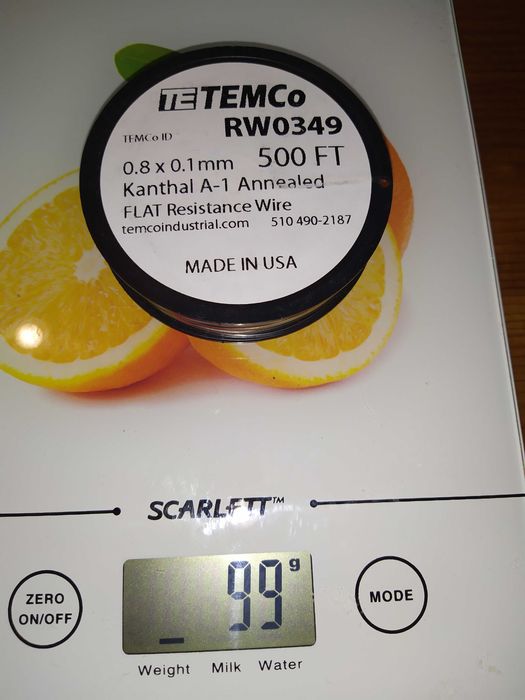 TE TEMCo
TEMCo ID RW0349
0.8 x 0.1mm 500 FT
Kanthal A-1 Annealed
FLAT Resistance Wire
temcoindustrial.com 510 490-2187
MADE IN USA
SCARLETT™
99 g
ZERO
ON/OFF
MODE
Weight Milk Water